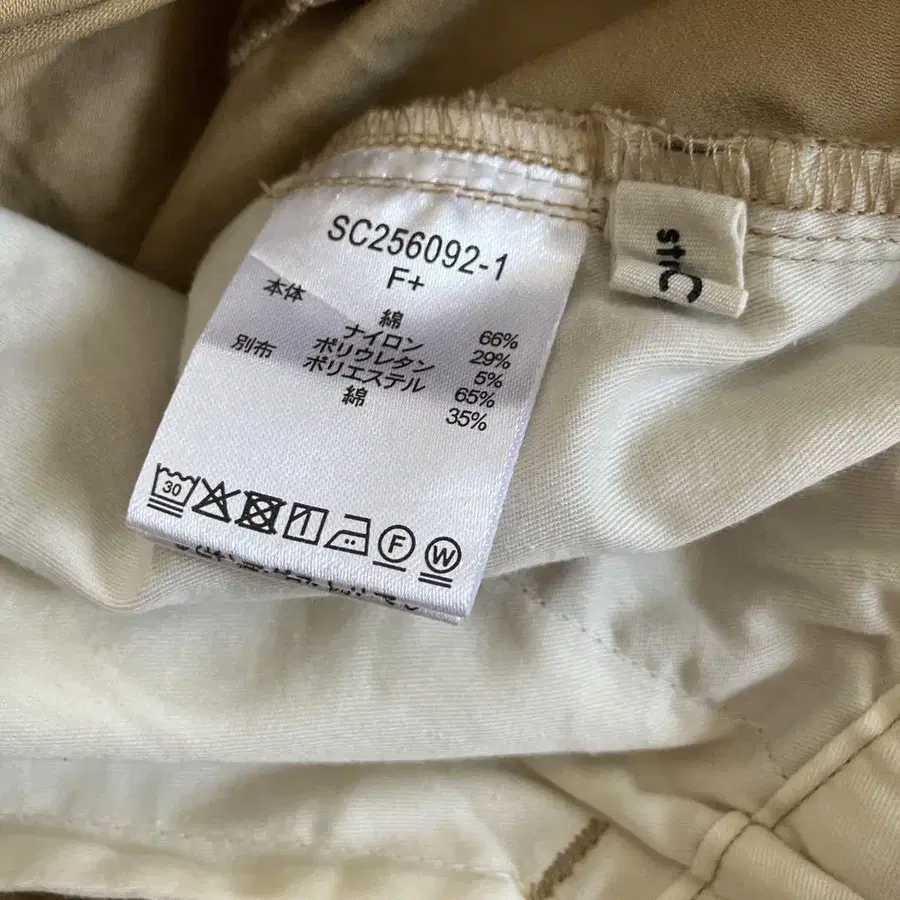 SC256092-1
F+
本体 綿 66%
ナイロン 29%
ポリウレタン 5%
別布 ポリエステル 65%
綿 35%
30
F
W
stiC